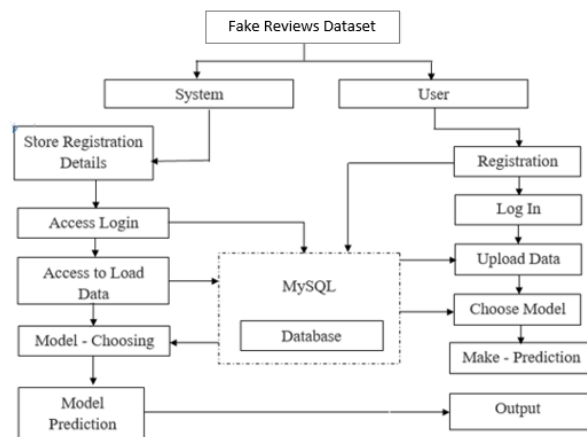 Fake Reviews Dataset
System
User
Store Registration
Details
Registration
Access Login
Log In
Access to Load
Data
MySQL
Upload Data
Database
Choose Model
Model - Choosing
Make - Prediction
Model
Prediction
Output